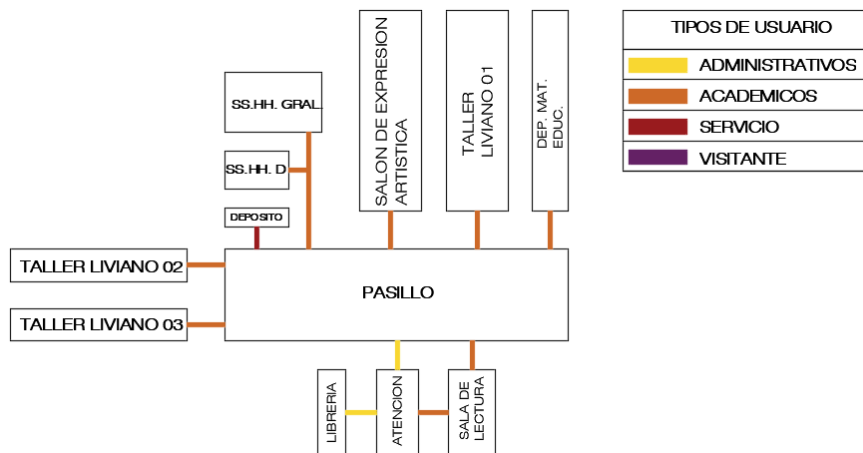 TIPOS DE USUARIO
ADMINISTRATIVOS
ACADEMICOS
SERVICIO
VISITANTE
SS.HH. GRAL.
SS.HH. D
DEPOSITO
SALON DE EXPRESION
ARTISTICA
TALLER
LIVIANO 01
DEP. MAT.
EDUC.
TALLER LIVIANO 02
TALLER LIVIANO 03
PASILLO
LIBRERIA
ATENCION
SALA DE
LECTURA